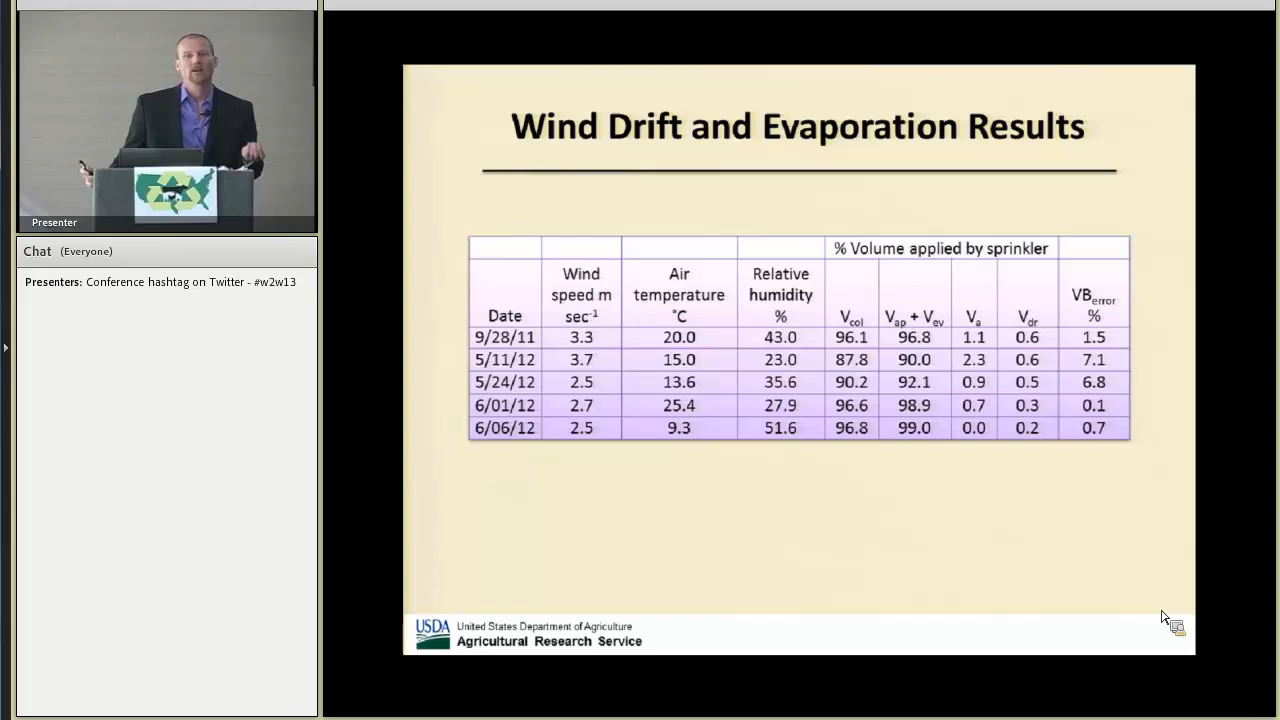 Presenter
Chat (Everyone)
Presenters: Conference hashtag on Twitter - #w2w13
Wind Drift and Evaporation Results
% Volume applied by sprinkler
Date Wind speed m sec-1 Air temperature °C Relative humidity % Vcol Vap + Vev Va Vdr VBerror %
9/28/11 3.3 20.0 43.0 96.1 96.8 1.1 0.6 1.5
5/11/12 3.7 15.0 23.0 87.8 90.0 2.3 0.6 7.1
5/24/12 2.5 13.6 35.6 90.2 92.1 0.9 0.5 6.8
6/01/12 2.7 25.4 27.9 96.6 98.9 0.7 0.3 0.1
6/06/12 2.5 9.3 51.6 96.8 99.0 0.0 0.2 0.7
USDA United States Department of Agriculture
Agricultural Research Service